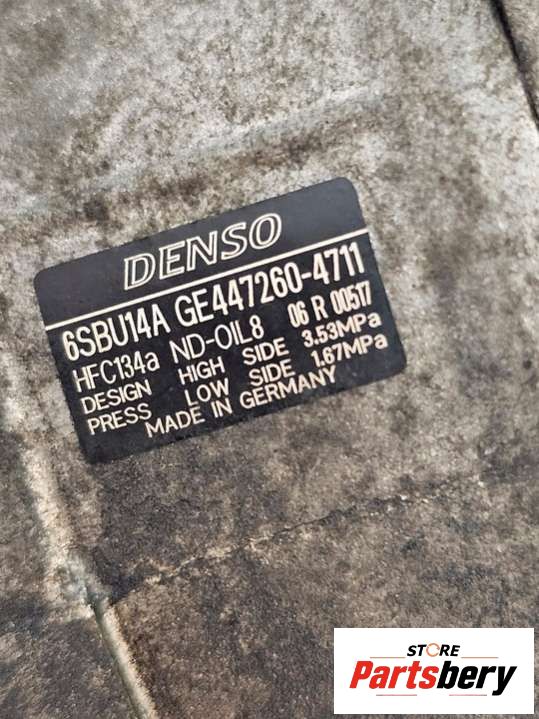 DENSO
6SBU14A GE447260-4711
HFC134a ND-OIL8 06 R 00517
DESIGN HIGH SIDE 3.53MPa
PRESS LOW SIDE 1.67MPa
MADE IN GERMANY
STORE
Partsbery